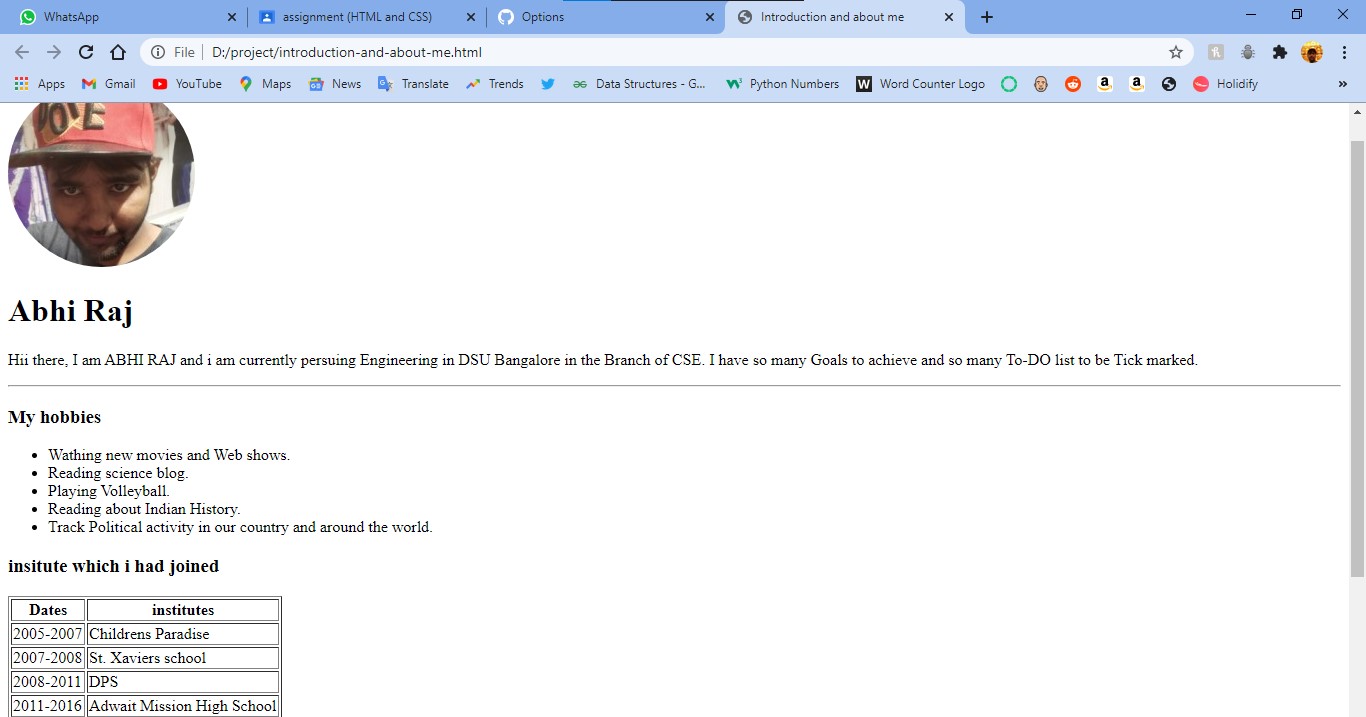 WhatsApp
assignment (HTML and CSS)
Options
Introduction and about me
File
D:/project/introduction-and-about-me.html
Apps
Gmail
YouTube
Maps
News
Translate
Trends
Data Structures - G...
Python Numbers
W
Word Counter Logo
Holidify
Abhi Raj
Hii there, I am ABHI RAJ and i am currently persuing Engineering in DSU Bangalore in the Branch of CSE. I have so many Goals to achieve and so many To-DO list to be Tick marked.
My hobbies
Wathing new movies and Web shows.
Reading science blog.
Playing Volleyball.
Reading about Indian History.
Track Political activity in our country and around the world.
insitute which i had joined
Dates institutes
2005-2007 Childrens Paradise
2007-2008 St. Xaviers school
2008-2011 DPS
2011-2016 Adwait Mission High School